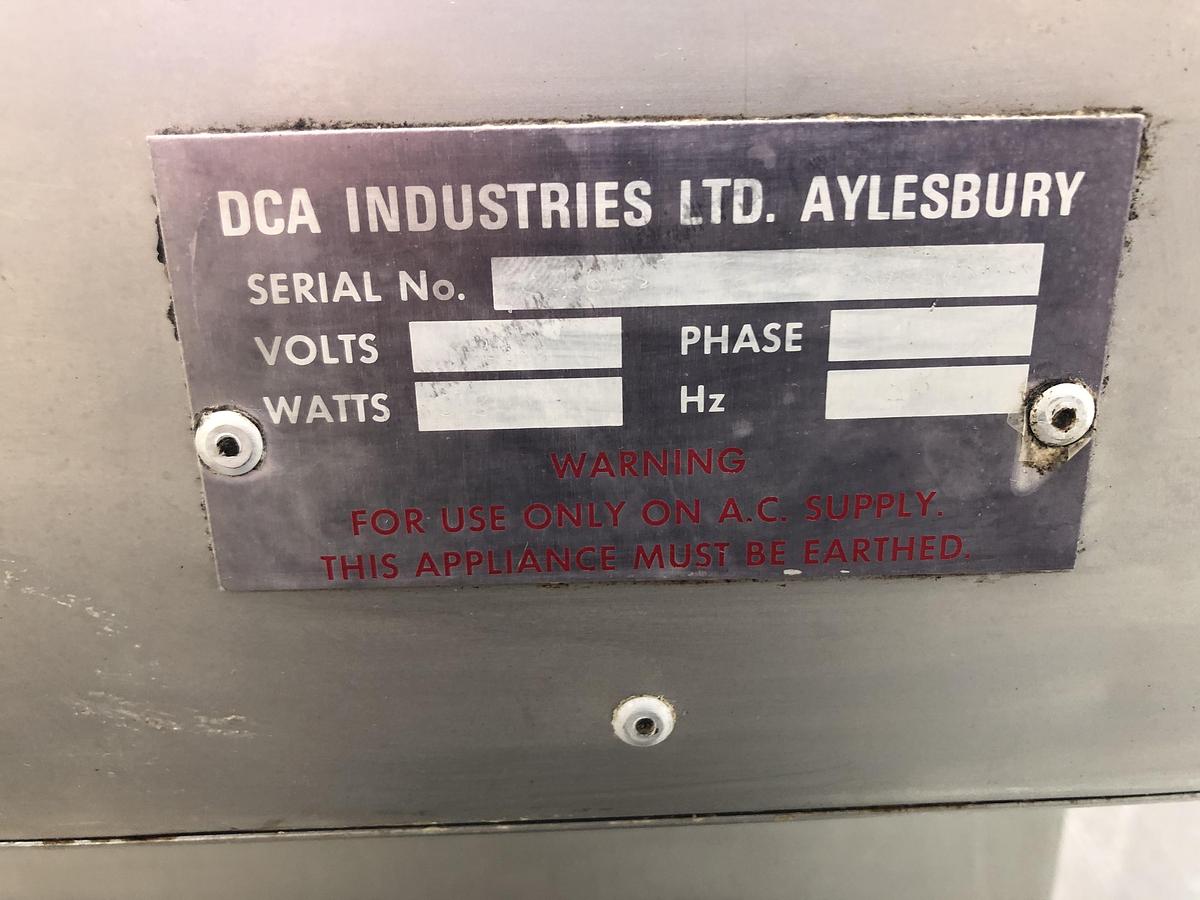 DCA INDUSTRIES LTD. AYLESBURY
SERIAL No.
VOLTS PHASE
WATTS Hz
WARNING
FOR USE ONLY ON A.C. SUPPLY.
THIS APPLIANCE MUST BE EARTHED.